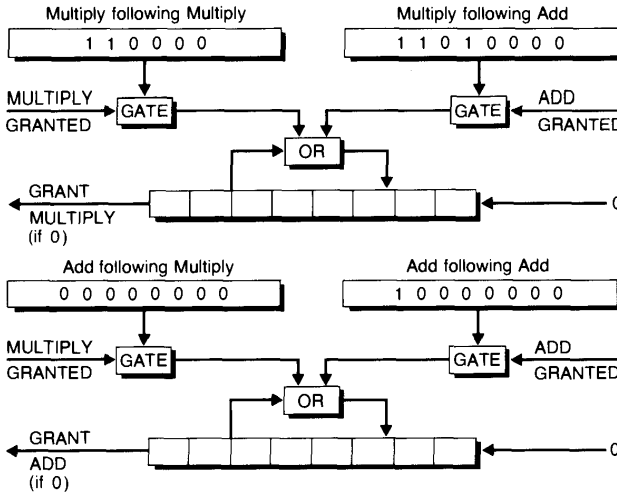 Multiply following Multiply
Multiply following Add
1 1 0 0 0 0
1 1 0 1 0 0 0 0
MULTIPLY
GRANTED
GATE
GATE
ADD
GRANTED
OR
GRANT
MULTIPLY
(if 0)
0
Add following Multiply
Add following Add
0 0 0 0 0 0 0 0
1 0 0 0 0 0 0 0
MULTIPLY
GRANTED
GATE
GATE
ADD
GRANTED
OR
GRANT
ADD
(if 0)
0